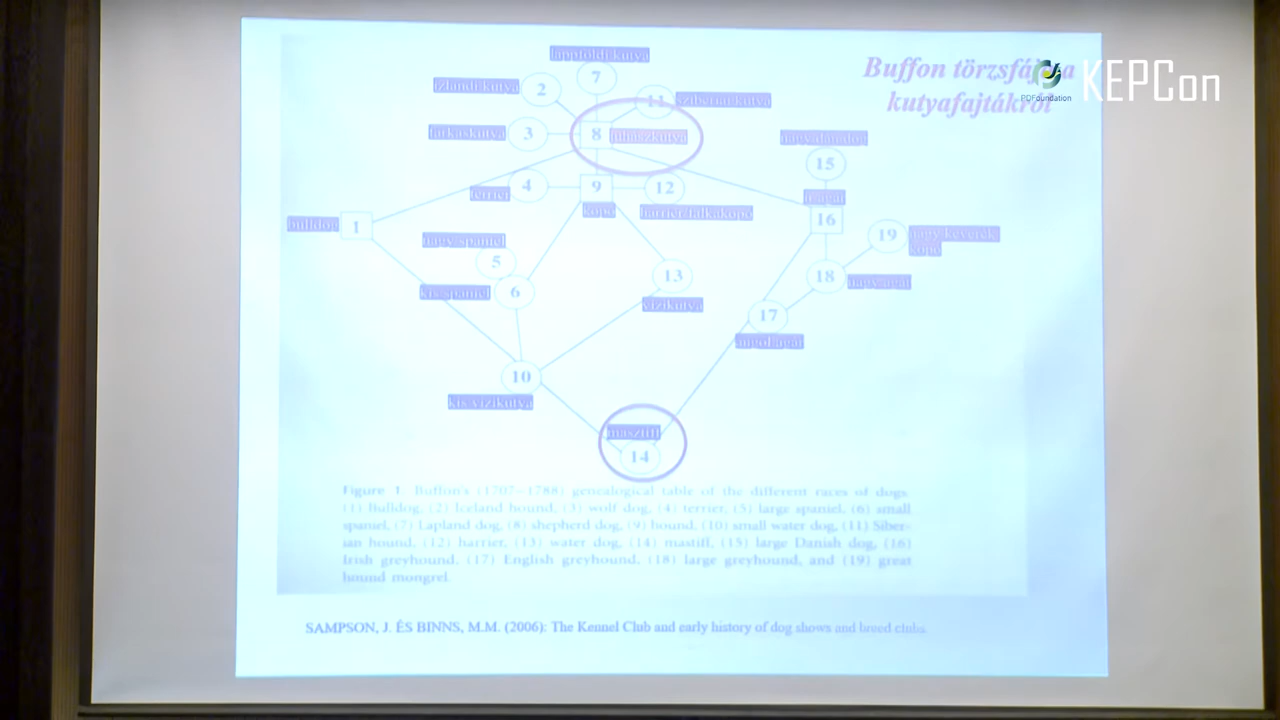 Buffon törzsfája a
kutyafajtákról
PDFoundation
KEPCon
lappföldi kutya
7
izlandi kutya
2
11
szibériai kutya
farkaskutya
3
8
juhászkutya
nagy dán dog
15
terrier
4
9
12
kopó
harrier/falkakopó
ír agár
16
bulldog
1
nagy spániel
5
19
nagy keverék
kopó
kis spániel
6
13
vízikutya
18
nagy agár
17
angol agár
10
kis vízikutya
masztiff
14
Figure 1. Buffon's (1707–1788) genealogical table of the different races of dogs.
(1) Bulldog, (2) Iceland hound, (3) wolf dog, (4) terrier, (5) large spaniel, (6) small
spaniel, (7) Lapland dog, (8) shepherd dog, (9) hound, (10) small water dog, (11) Siber-
ian hound, (12) harrier, (13) water dog, (14) mastiff, (15) large Danish dog, (16)
Irish greyhound, (17) English greyhound, (18) large greyhound, and (19) great
hound mongrel.
SAMPSON, J. ÉS BINNS, M.M. (2006): The Kennel Club and early history of dog shows and breed clubs.